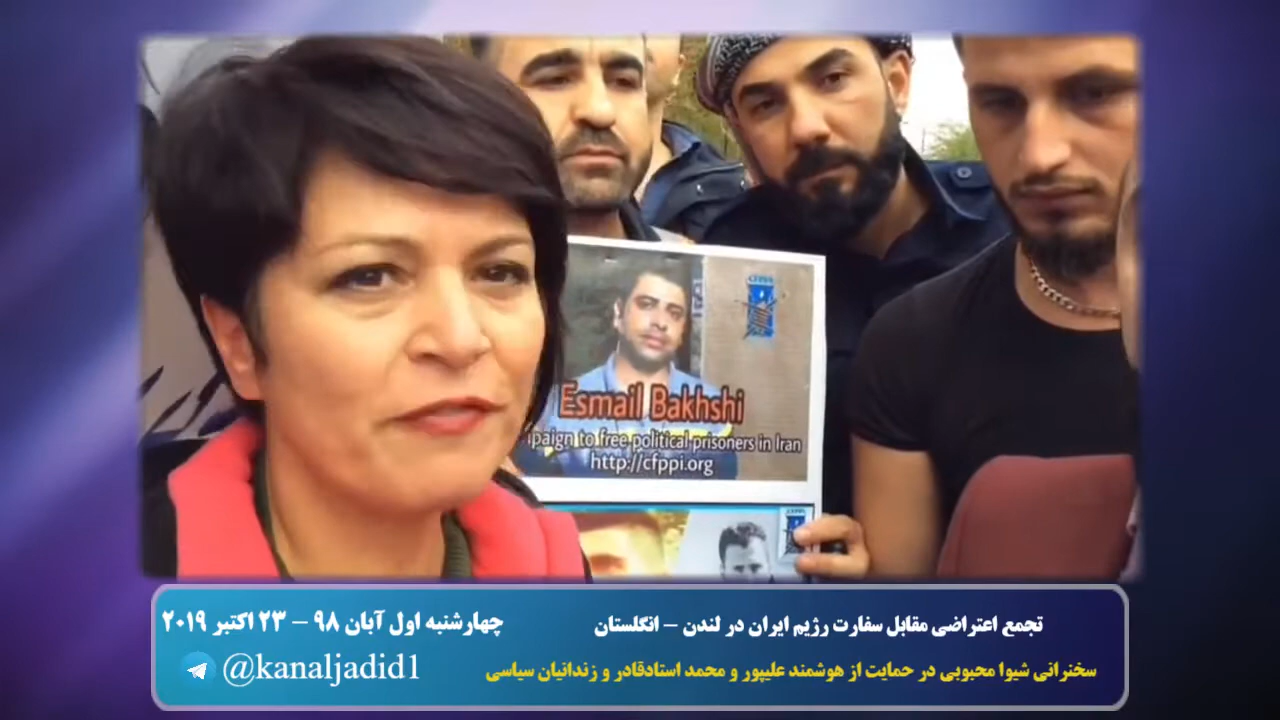 CFPPI
Esmail Bakhshi
paign to free political prisoners in Iran
http://cfppi.org
CFPPI
تجمع اعتراضی مقابل سفارت رژیم ایران در لندن – انگلستان
چهارشنبه اول آبان ۹۸ – ۲۳ اکتبر ۲۰۱۹
سخنرانی شیوا محبوبی در حمایت از هوشمند علیپور و محمد استادقادر و زندانیان سیاسی
@kanaljadid1